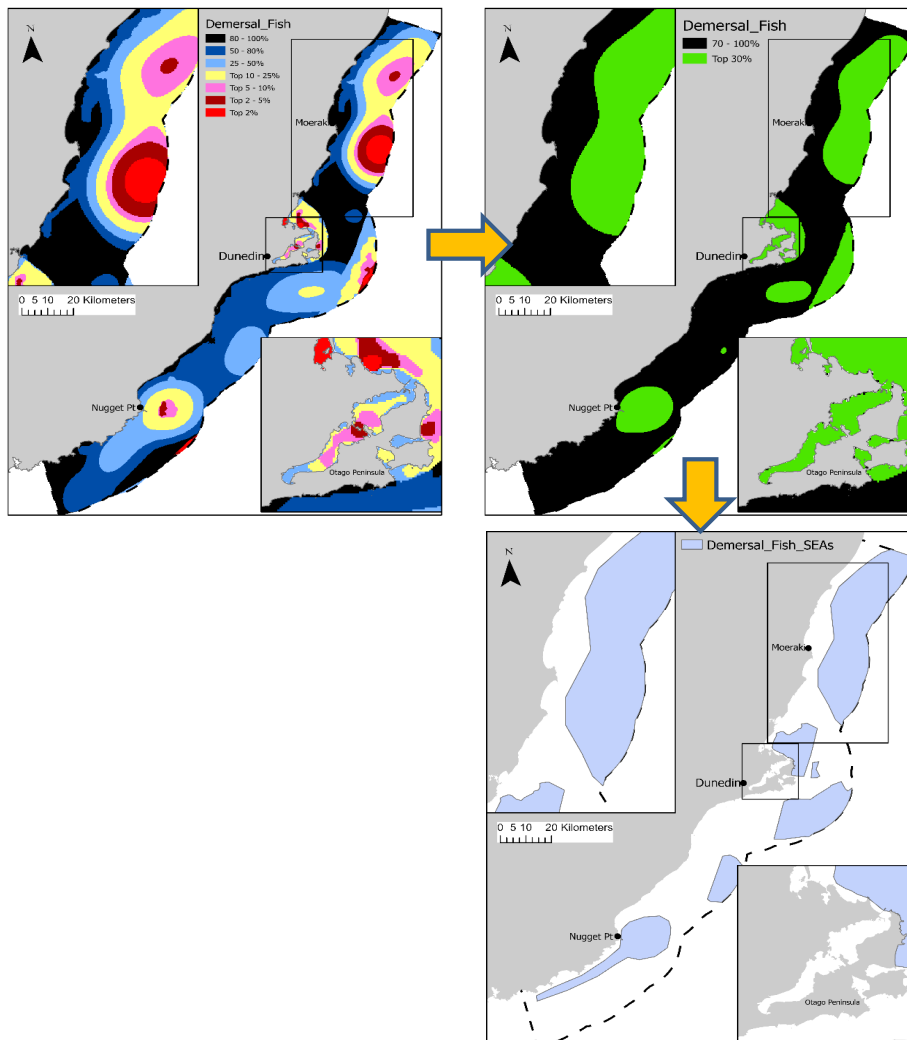 N
Demersal_Fish
80 - 100%
50 - 80%
25 - 50%
Top 10 - 25%
Top 5 - 10%
Top 2 - 5%
Top 2%
Moeraki
Dunedin
0 5 10 20 Kilometers
Nugget Pt
Otago Peninsula
N
Demersal_Fish
70 - 100%
Top 30%
Moeraki
Dunedin
0 5 10 20 Kilometers
Nugget Pt
Otago Peninsula
N
Demersal_Fish_SEAs
Moeraki
Dunedin
0 5 10 20 Kilometers
Nugget Pt
Otago Peninsula